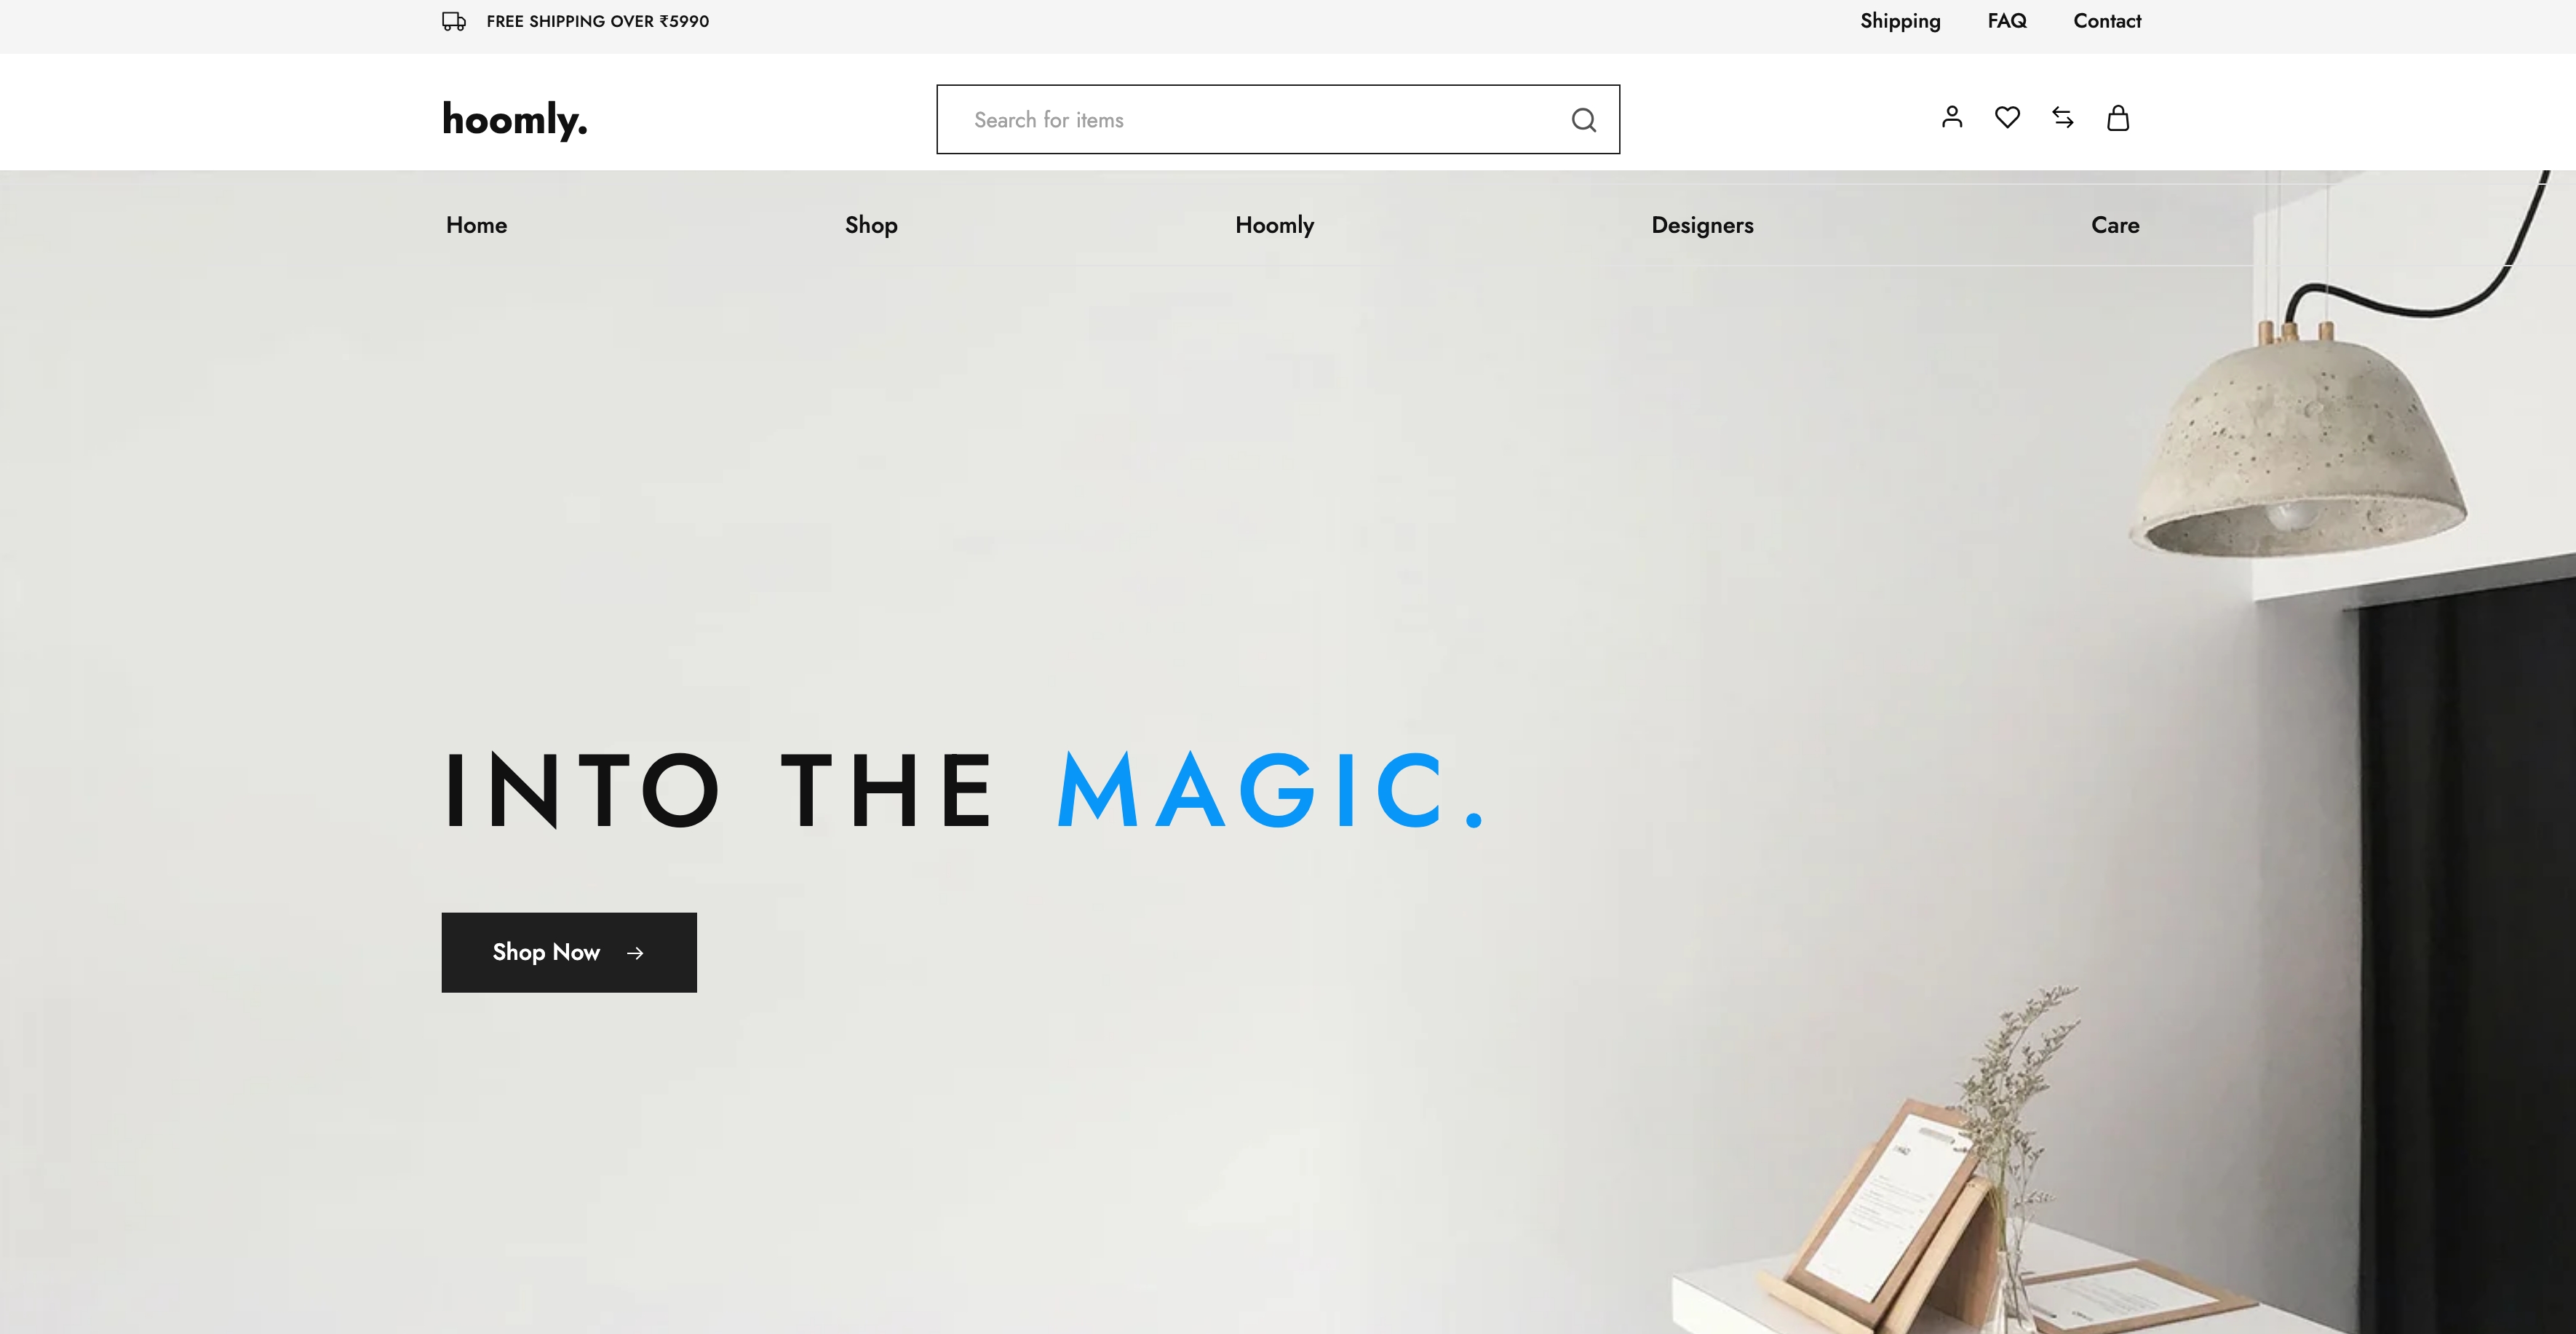 FREE SHIPPING OVER ₹5990
Shipping FAQ Contact
hoomly.
Search for items
Home Shop Hoomly Designers Care
INTO THE MAGIC.
Shop Now →